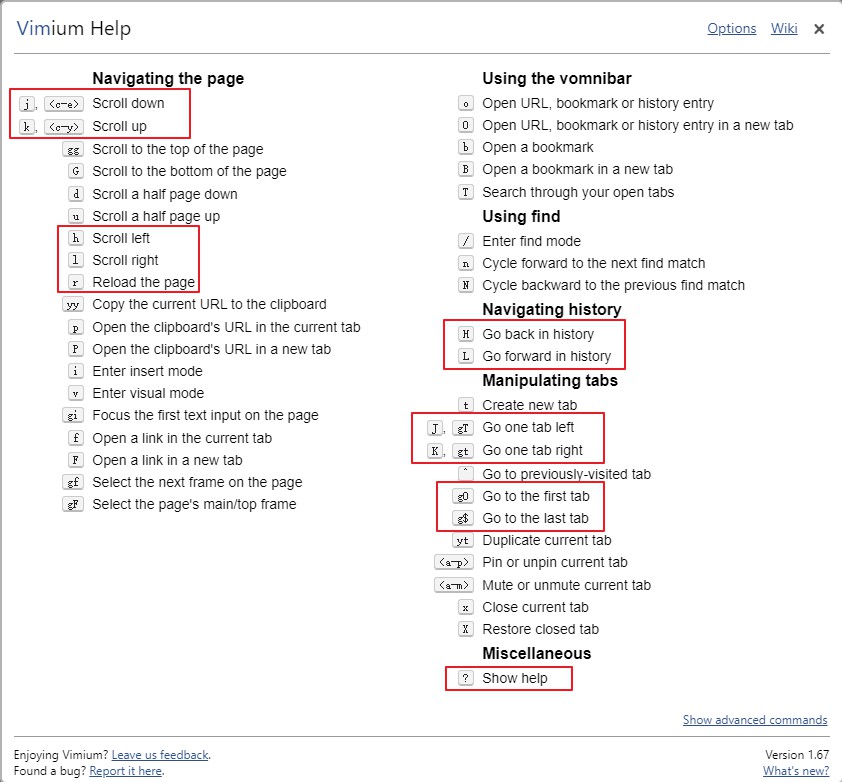 Vimium Help
Options Wiki ×
Navigating the page
j, <c-e> Scroll down
k, <c-y> Scroll up
gg Scroll to the top of the page
G Scroll to the bottom of the page
d Scroll a half page down
u Scroll a half page up
h Scroll left
l Scroll right
r Reload the page
yy Copy the current URL to the clipboard
p Open the clipboard's URL in the current tab
P Open the clipboard's URL in a new tab
i Enter insert mode
v Enter visual mode
gi Focus the first text input on the page
f Open a link in the current tab
F Open a link in a new tab
gf Select the next frame on the page
gF Select the page's main/top frame
Using the vomnibar
o Open URL, bookmark or history entry
O Open URL, bookmark or history entry in a new tab
b Open a bookmark
B Open a bookmark in a new tab
T Search through your open tabs
Using find
/ Enter find mode
n Cycle forward to the next find match
N Cycle backward to the previous find match
Navigating history
H Go back in history
L Go forward in history
Manipulating tabs
t Create new tab
J, gT Go one tab left
K, gt Go one tab right
^ Go to previously-visited tab
g0 Go to the first tab
g$ Go to the last tab
yt Duplicate current tab
<a-p> Pin or unpin current tab
<a-m> Mute or unmute current tab
x Close current tab
X Restore closed tab
Miscellaneous
? Show help
Show advanced commands
Enjoying Vimium? Leave us feedback.
Found a bug? Report it here.
Version 1.67
What's new?